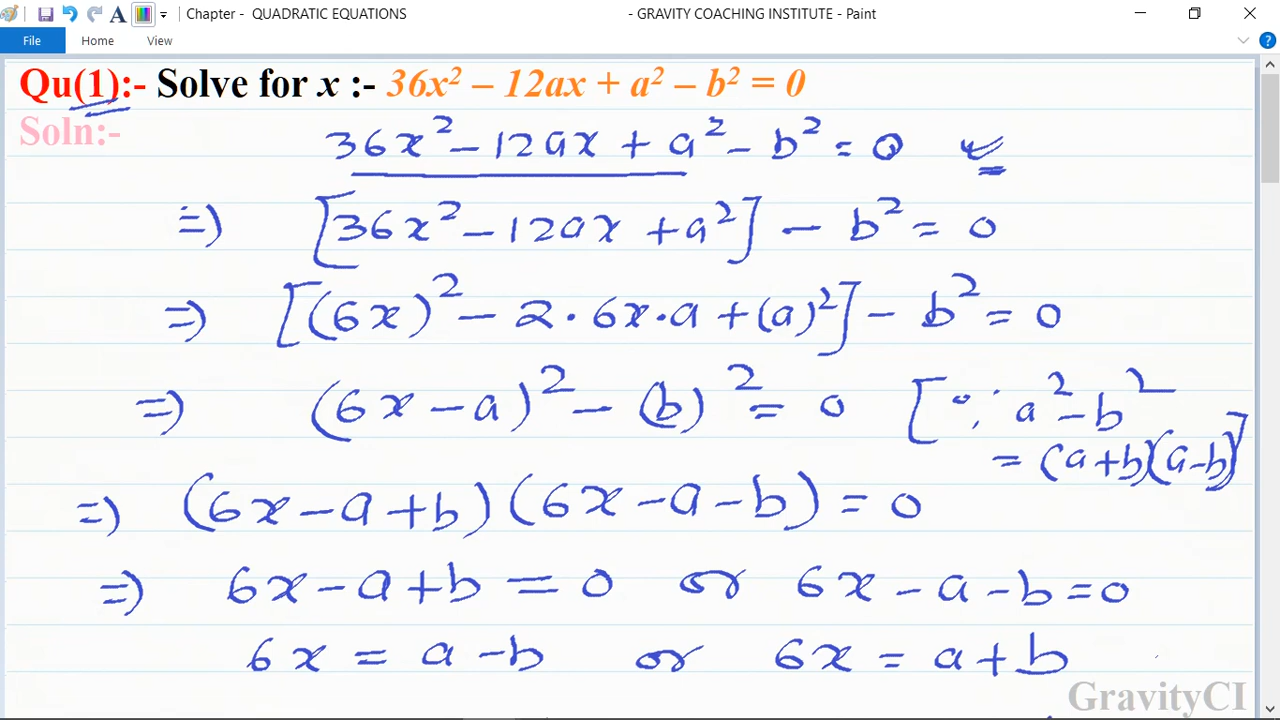 Chapter - QUADRATIC EQUATIONS - GRAVITY COACHING INSTITUTE - Paint
File Home View
Qu(1):- Solve for x :- 36x² – 12ax + a² – b² = 0
Soln:-
36x² - 12ax + a² - b² = 0
⇒) [36x² - 12ax + a²] - b² = 0
⇒) [(6x)² - 2·6x·a + (a)²] - b² = 0
⇒) (6x - a)² - (b)² = 0 [∵ a² - b²
= (a+b)(a-b)]
⇒) (6x - a + b)(6x - a - b) = 0
⇒) 6x - a + b = 0 or 6x - a - b = 0
6x = a - b or 6x = a + b
GravityCI